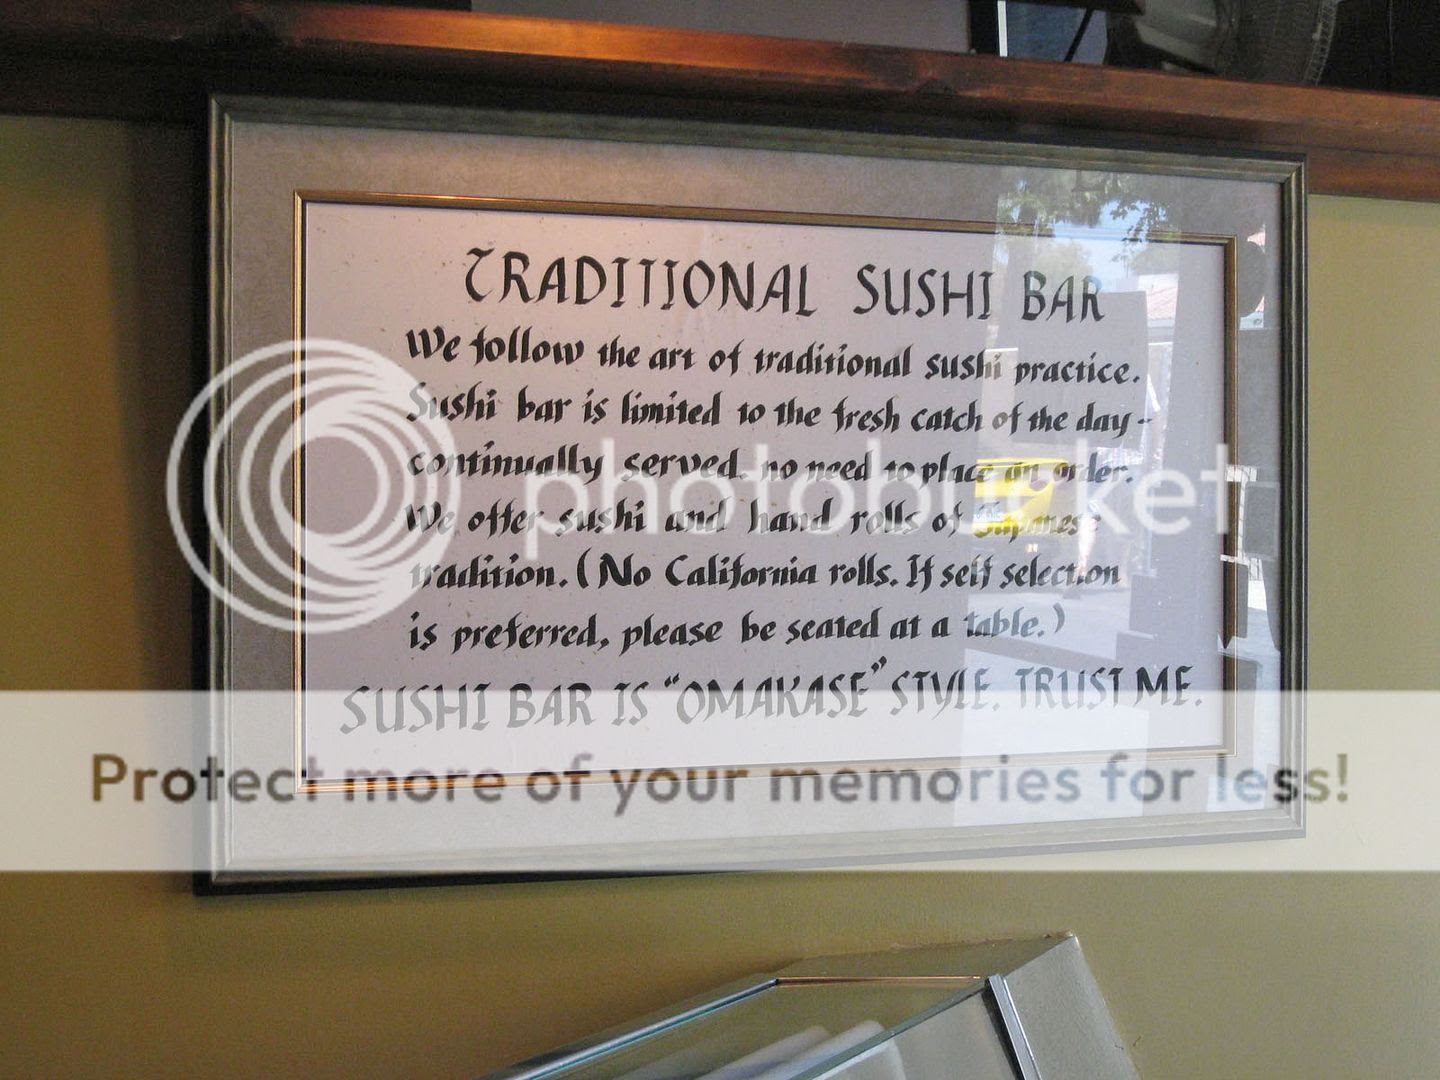 TRADITIONAL SUSHI BAR
We follow the art of traditional sushi practice.
Sushi bar is limited to the fresh catch of the day -
continually served. no need to place an order.
We offer sushi and hand rolls of Japanese
tradition. (No California rolls. If self selection
is preferred, please be seated at a table.)
SUSHI BAR IS "OMAKASE" STYLE. TRUST ME.
photobucket
Protect more of your memories for less!